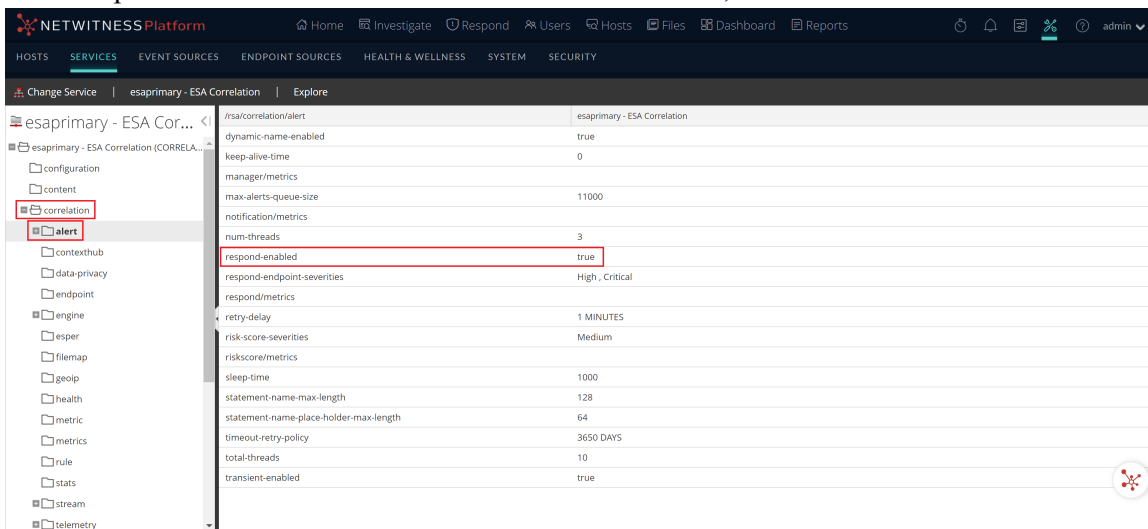 NETWITNESS Platform
Home Investigate Respond Users Hosts Files Dashboard Reports admin
HOSTS SERVICES EVENT SOURCES ENDPOINT SOURCES HEALTH & WELLNESS SYSTEM SECURITY
Change Service | esaprimary - ESA Correlation | Explore
esaprimary - ESA Cor...
esaprimary - ESA Correlation (CORRELA...
configuration
content
correlation
alert
contexthub
data-privacy
endpoint
engine
esper
filemap
geoip
health
metric
metrics
rule
stats
stream
telemetry
/rsa/correlation/alert esaprimary - ESA Correlation
dynamic-name-enabled true
keep-alive-time 0
manager/metrics
max-alerts-queue-size 11000
notification/metrics
num-threads 3
respond-enabled true
respond-endpoint-severities High , Critical
respond/metrics
retry-delay 1 MINUTES
risk-score-severities Medium
riskscore/metrics
sleep-time 1000
statement-name-max-length 128
statement-name-place-holder-max-length 64
timeout-retry-policy 3650 DAYS
total-threads 10
transient-enabled true